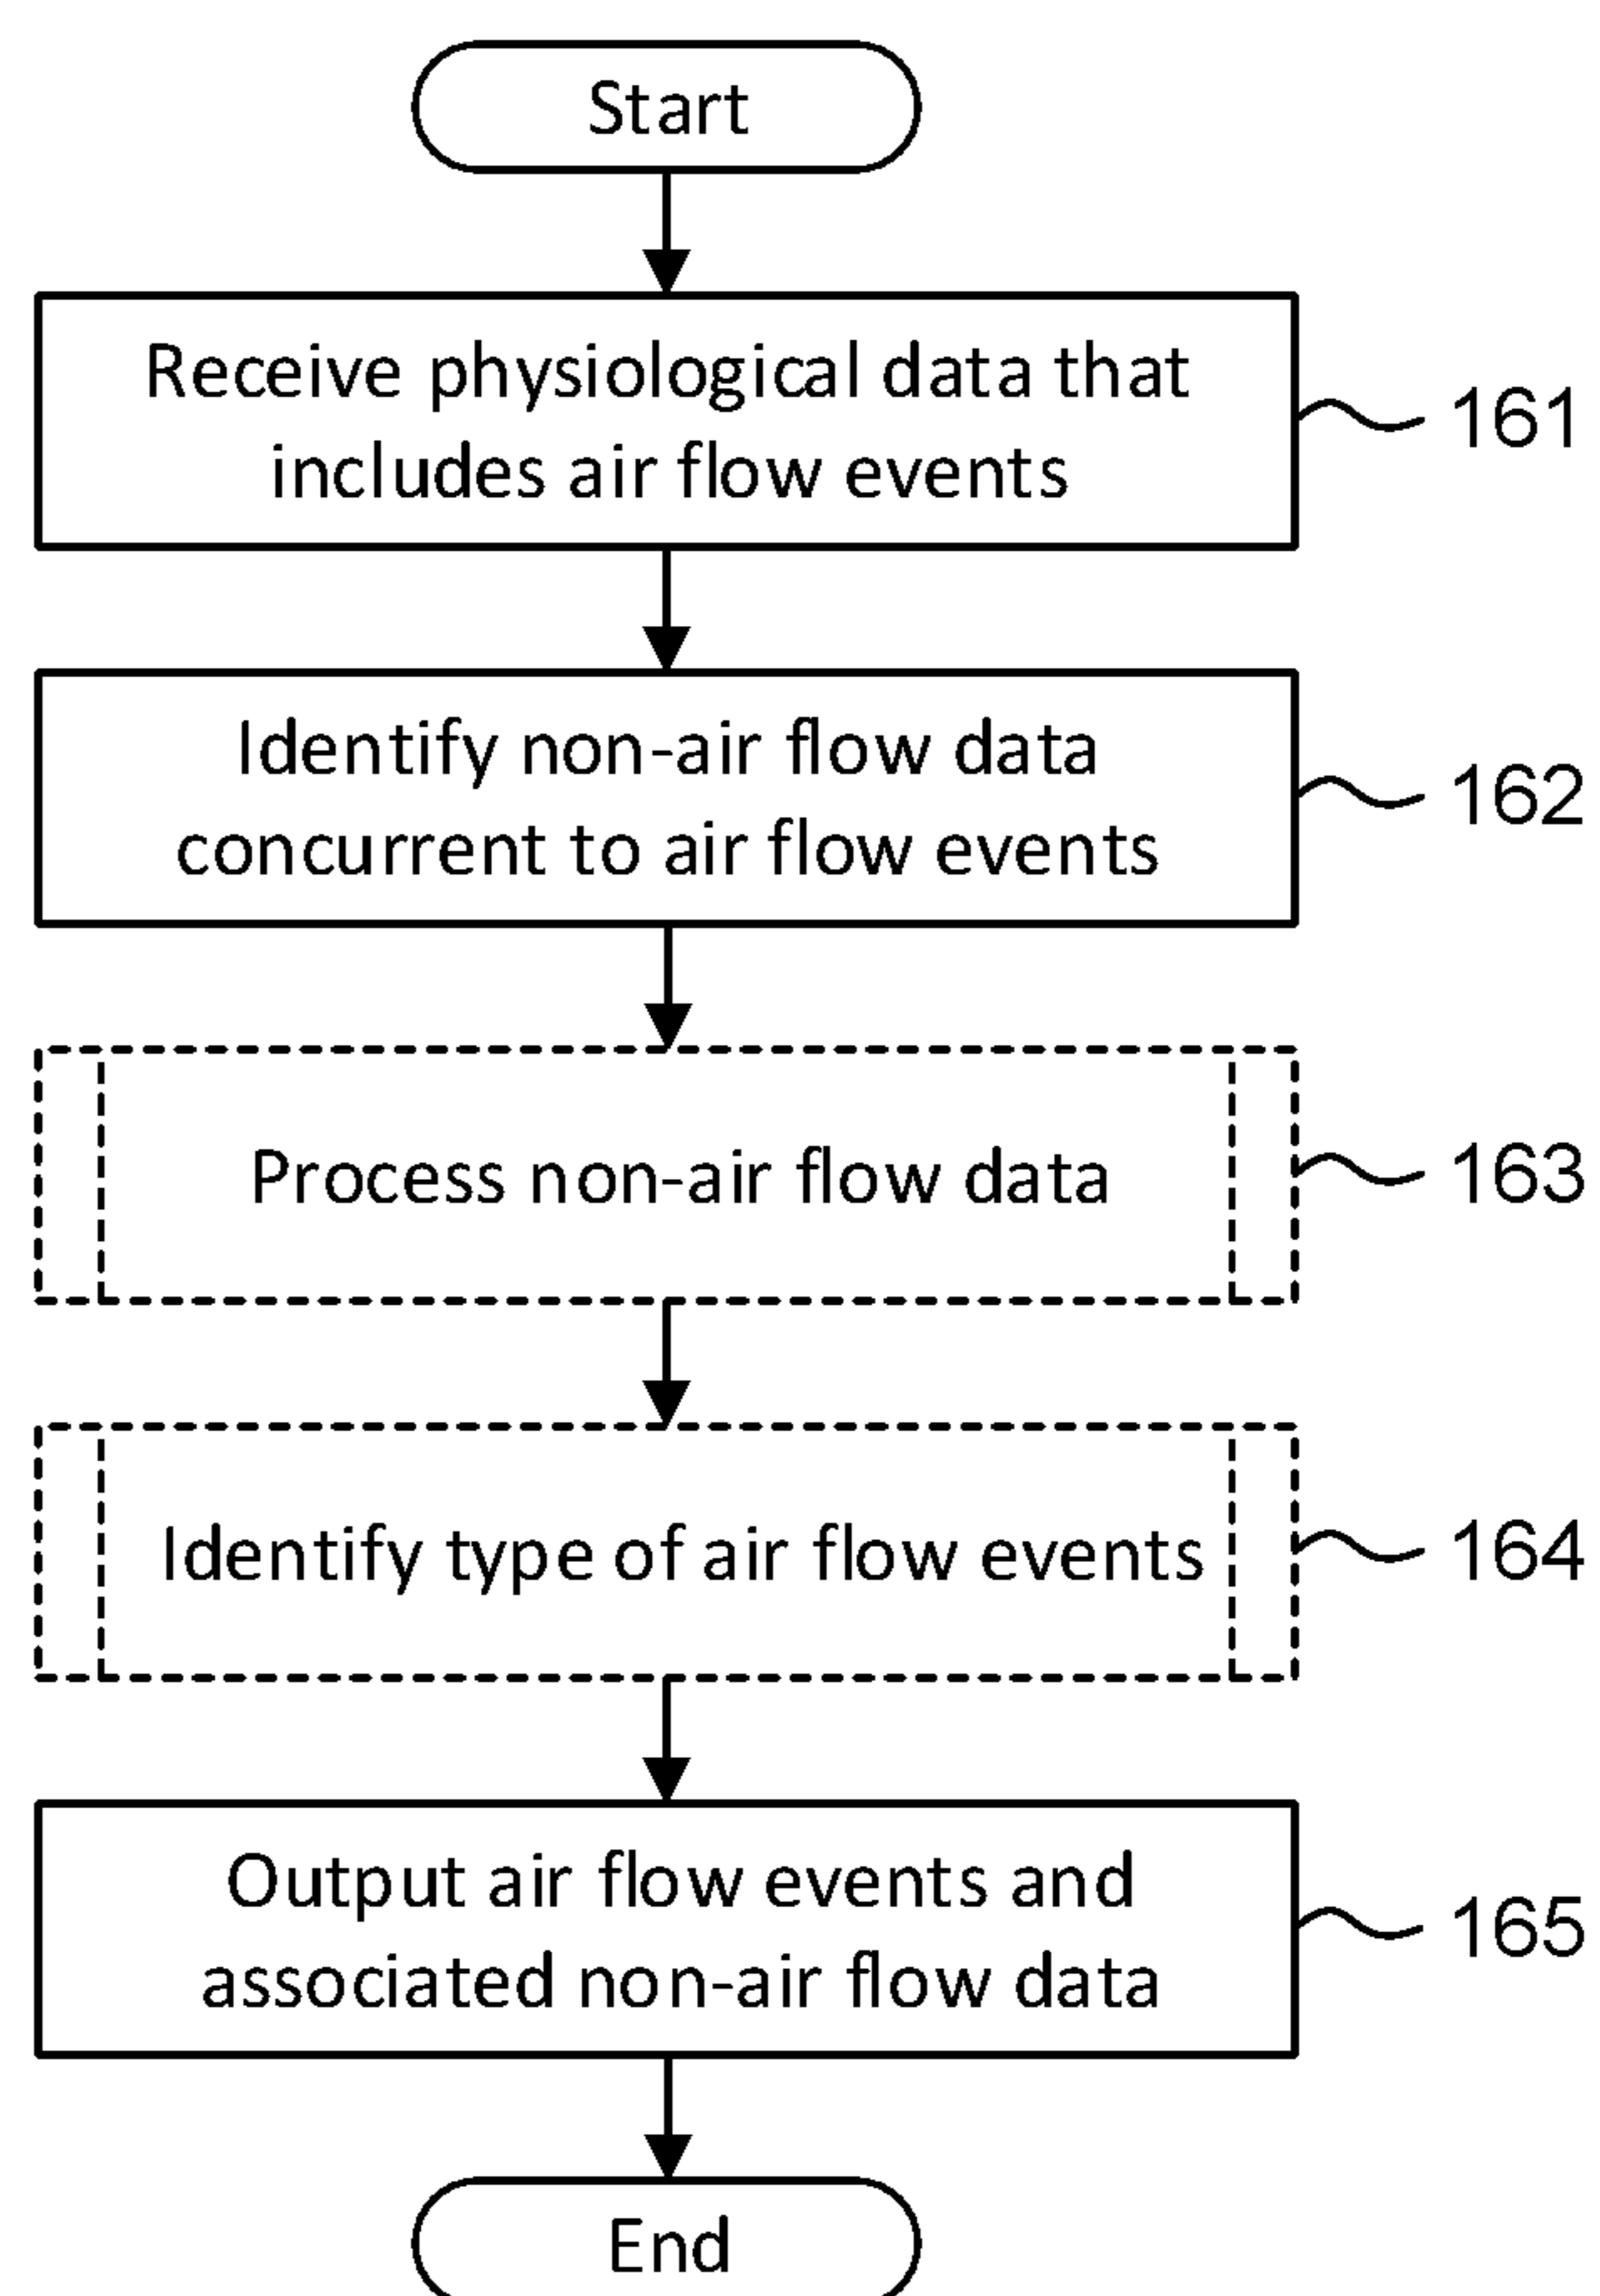 Start
Receive physiological data that
includes air flow events
161
Identify non-air flow data
concurrent to air flow events
162
Process non-air flow data
163
Identify type of air flow events
164
Output air flow events and
associated non-air flow data
165
End